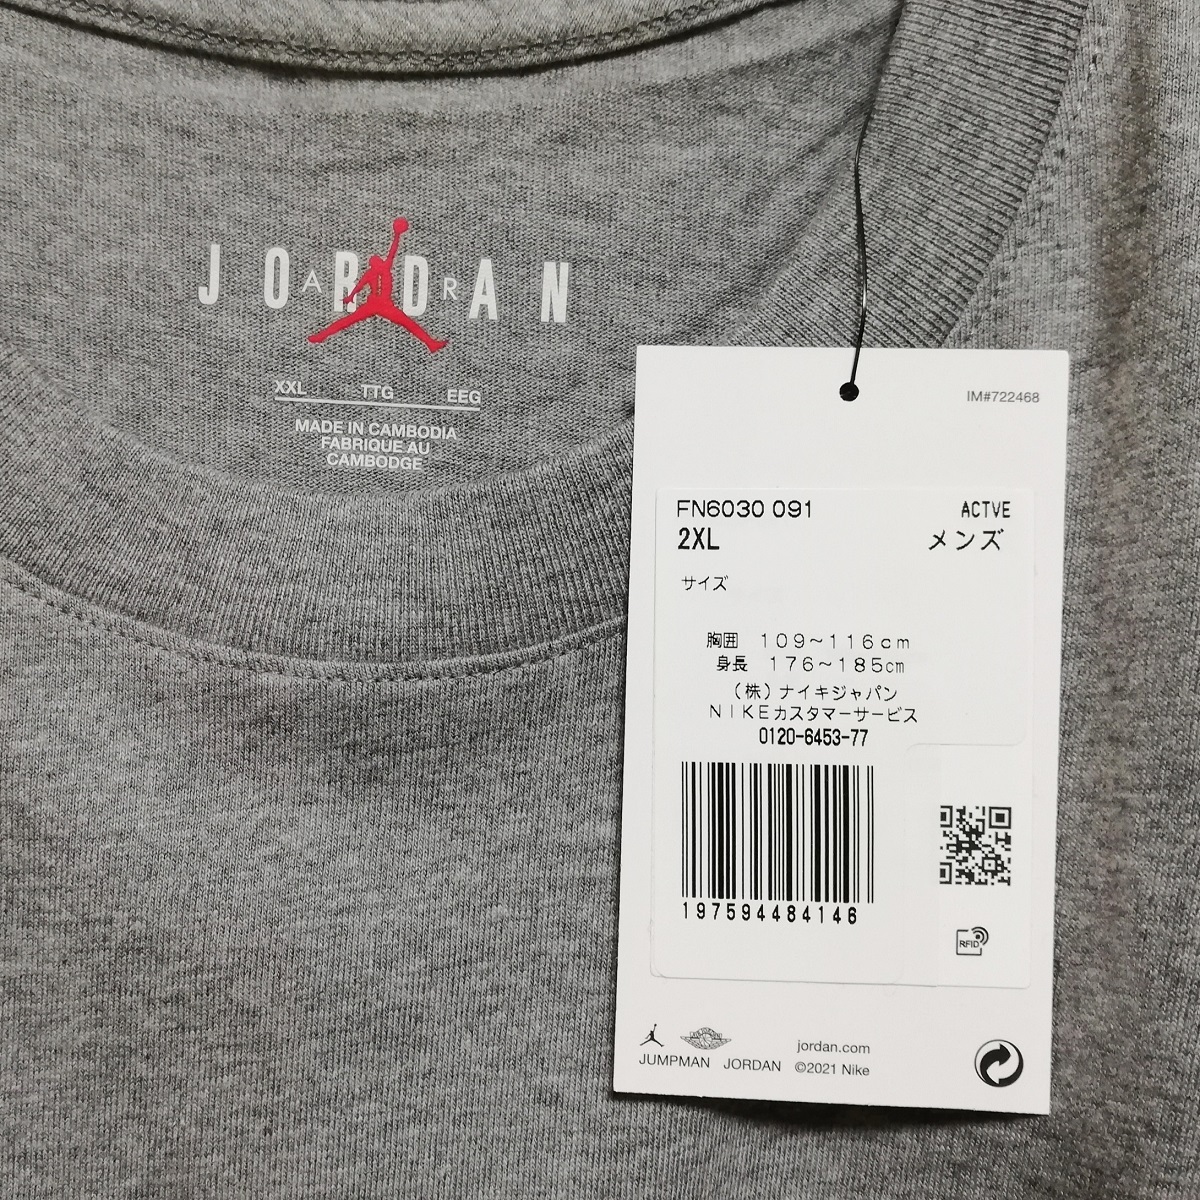 JORDAN
AIR
XXL TTG EEG
MADE IN CAMBODIA
FABRIQUE AU
CAMBODGE
IM#722468
FN6030 091 ACTVE
2XL メンズ
サイズ
胸囲 109～116cm
身長 176～185cm
(株)ナイキジャパン
NIKEカスタマーサービス
0120-6453-77
197594484146
RFID
JUMPMAN JORDAN
jordan.com
©2021 Nike